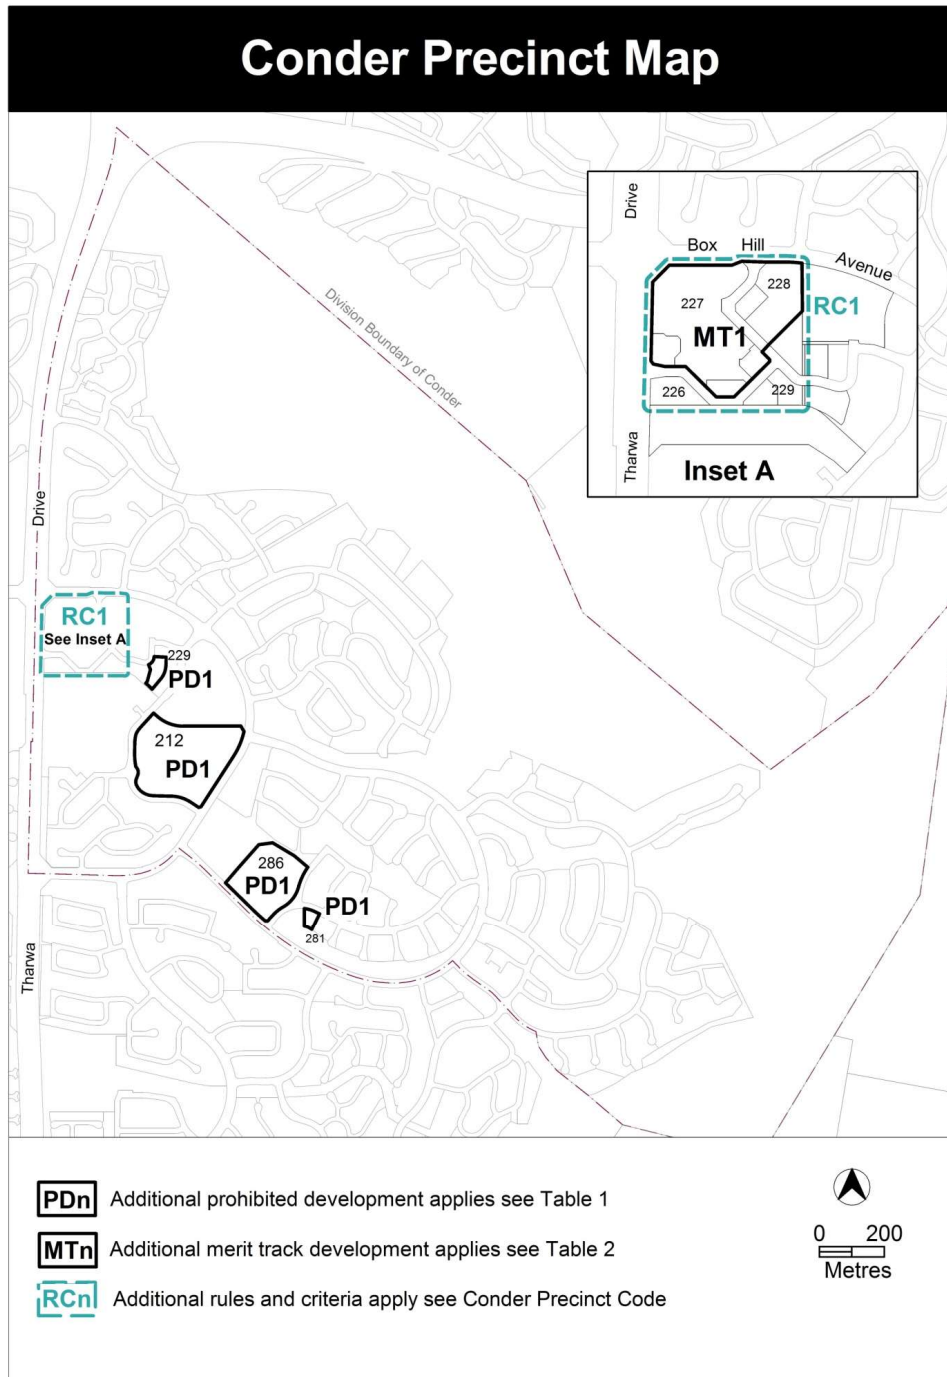 Conder Precinct Map
Drive
Box Hill
Avenue
228
227
RC1
MT1
226
229
Tharwa
Inset A
Division Boundary of Conder
Drive
RC1
See Inset A
229
PD1
212
PD1
286
PD1
PD1
281
Tharwa
PDn Additional prohibited development applies see Table 1
MTn Additional merit track development applies see Table 2
RCn Additional rules and criteria apply see Conder Precinct Code
0 200
Metres